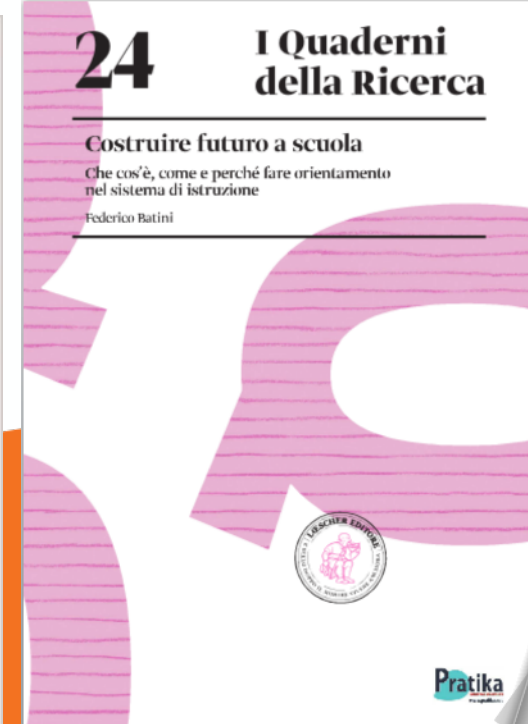 24
I Quaderni
della Ricerca
Costruire futuro a scuola
Che cos'è, come e perché fare orientamento
nel sistema di istruzione
Federico Batini
LŒSCHER EDITORE
Pratika